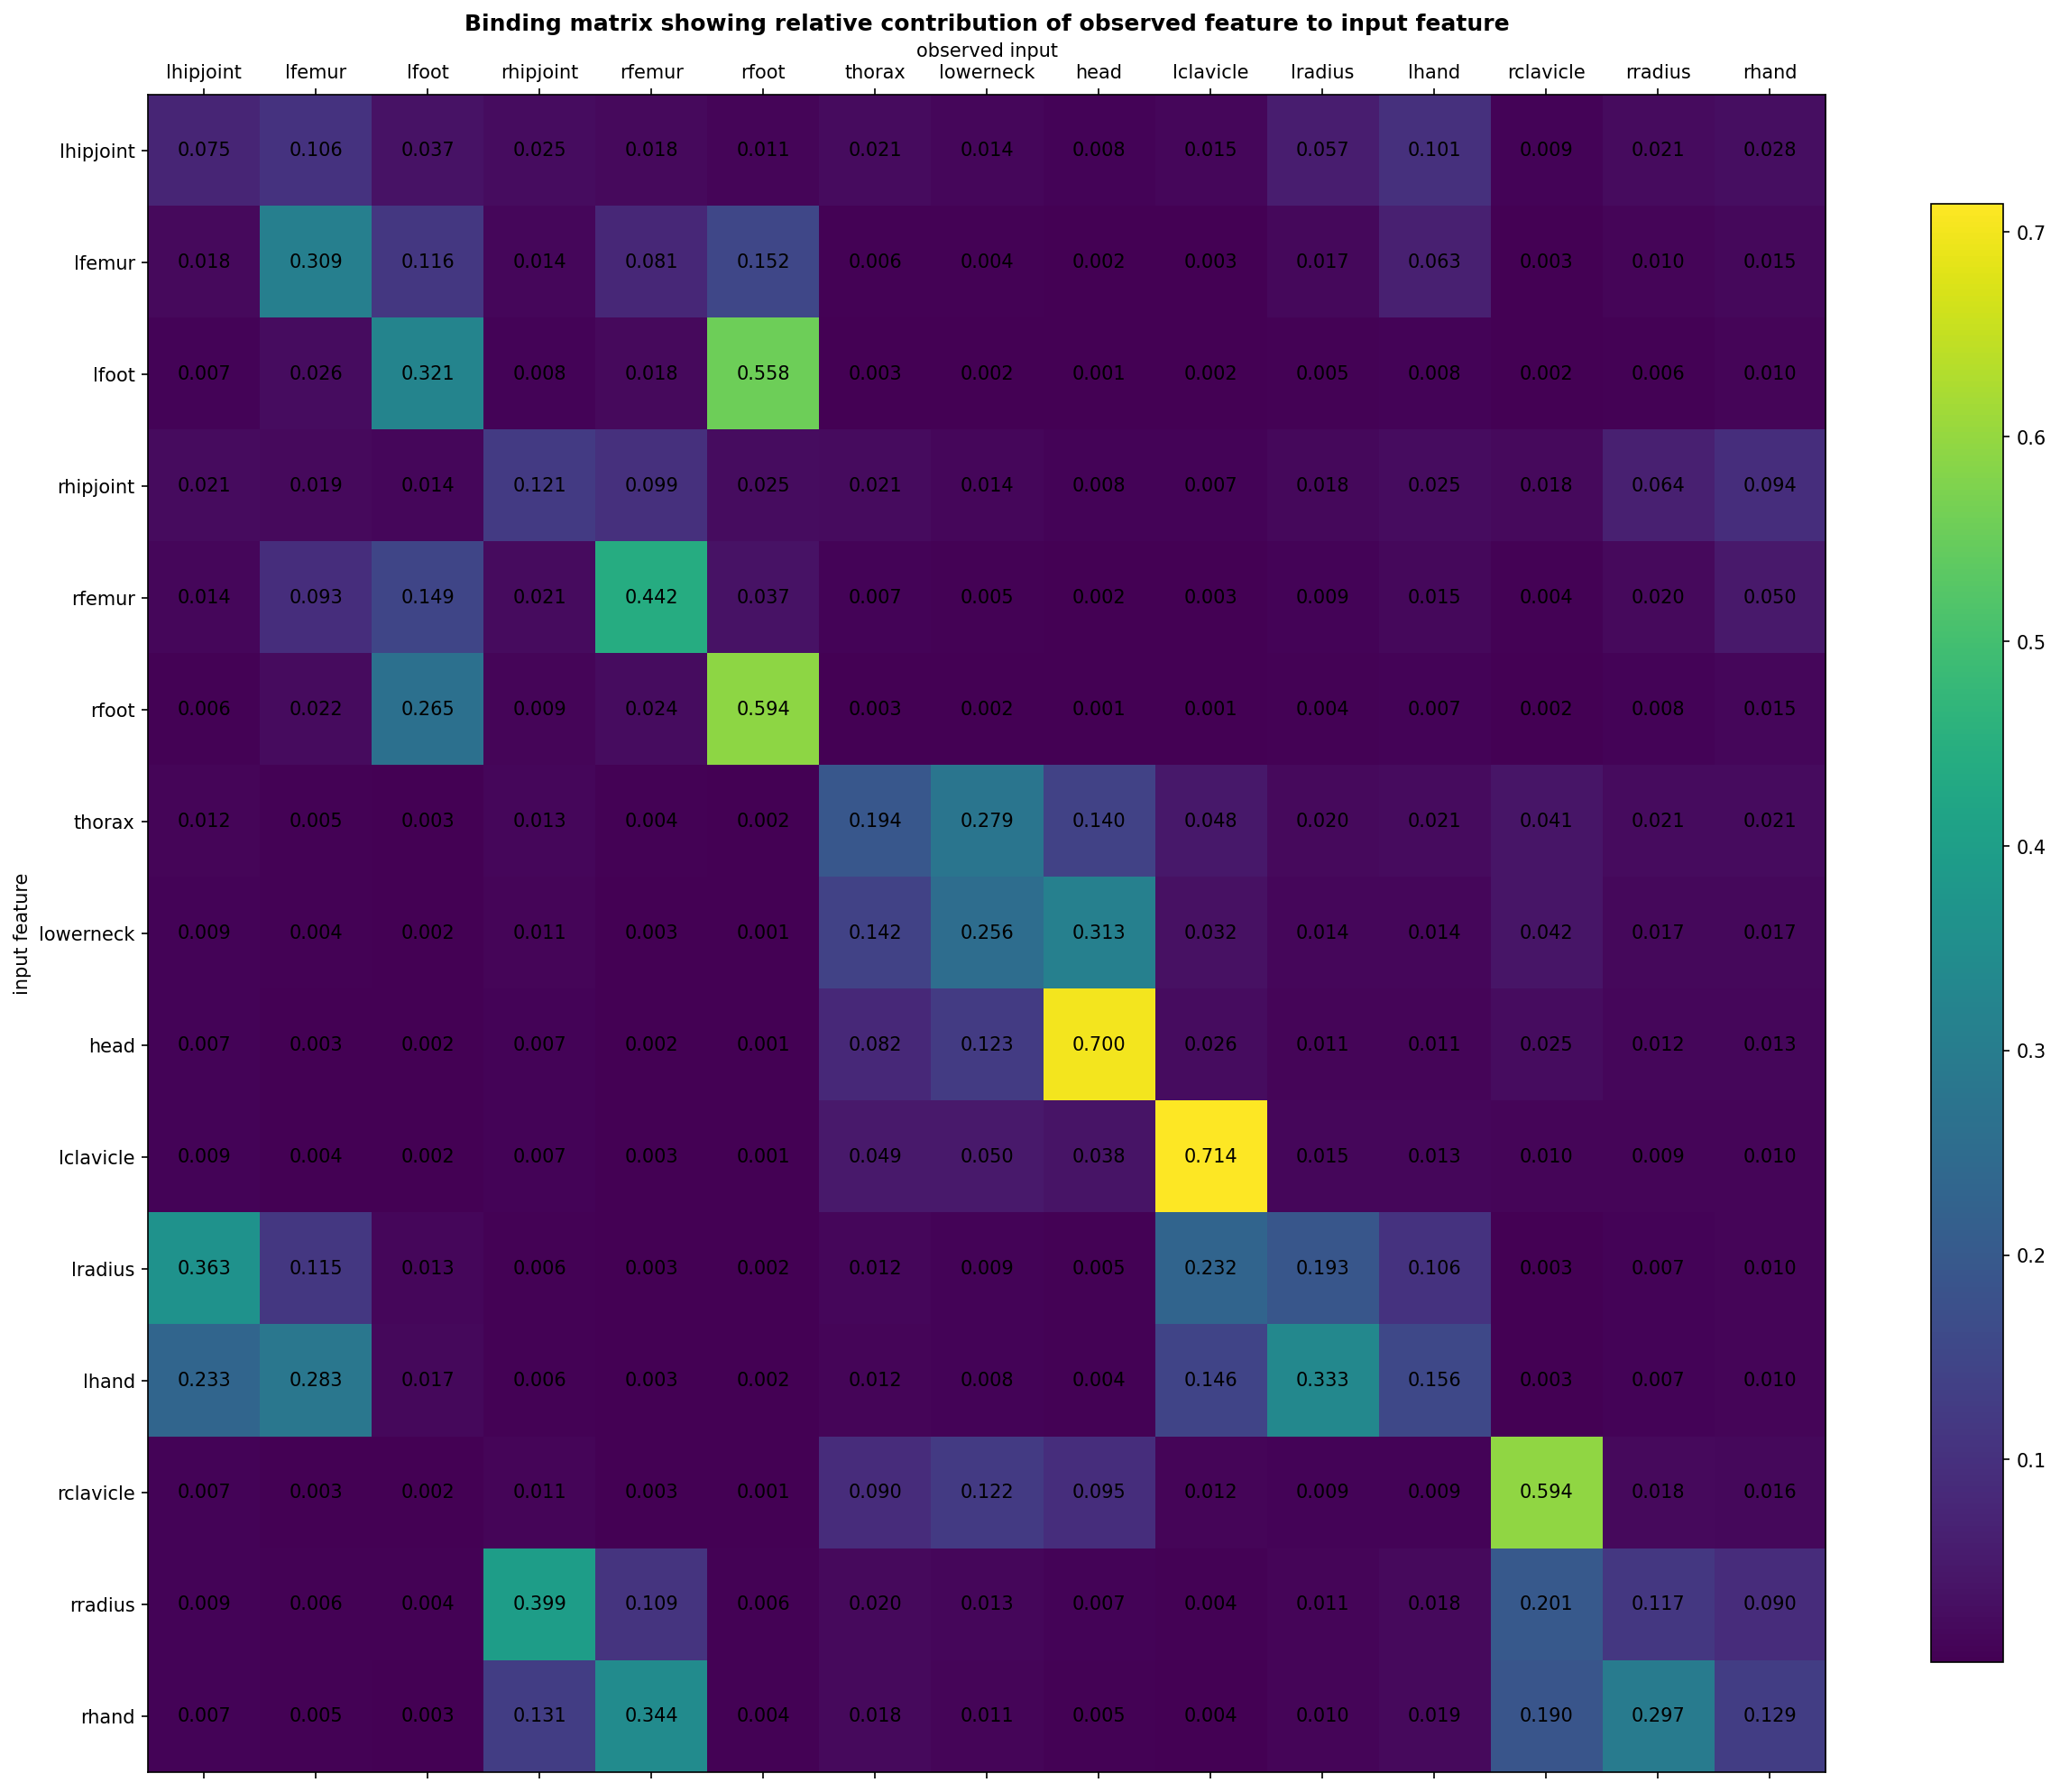 Binding matrix showing relative contribution of observed feature to input feature
observed input
lhipjoint lfemur lfoot rhipjoint rfemur rfoot thorax lowerneck head lclavicle lradius lhand rclavicle rradius rhand
lhipjoint 0.075 0.106 0.037 0.025 0.018 0.011 0.021 0.014 0.008 0.015 0.057 0.101 0.009 0.021 0.028
lfemur 0.018 0.309 0.116 0.014 0.081 0.152 0.006 0.004 0.002 0.003 0.017 0.063 0.003 0.010 0.015
lfoot 0.007 0.026 0.321 0.008 0.018 0.558 0.003 0.002 0.001 0.002 0.005 0.008 0.002 0.006 0.010
rhipjoint 0.021 0.019 0.014 0.121 0.099 0.025 0.021 0.014 0.008 0.007 0.018 0.025 0.018 0.064 0.094
rfemur 0.014 0.093 0.149 0.021 0.442 0.037 0.007 0.005 0.002 0.003 0.009 0.015 0.004 0.020 0.050
rfoot 0.006 0.022 0.265 0.009 0.024 0.594 0.003 0.002 0.001 0.001 0.004 0.007 0.002 0.008 0.015
thorax 0.012 0.005 0.003 0.013 0.004 0.002 0.194 0.279 0.140 0.048 0.020 0.021 0.041 0.021 0.021
lowerneck 0.009 0.004 0.002 0.011 0.003 0.001 0.142 0.256 0.313 0.032 0.014 0.014 0.042 0.017 0.017
head 0.007 0.003 0.002 0.007 0.002 0.001 0.082 0.123 0.700 0.026 0.011 0.011 0.025 0.012 0.013
lclavicle 0.009 0.004 0.002 0.007 0.003 0.001 0.049 0.050 0.038 0.714 0.015 0.013 0.010 0.009 0.010
lradius 0.363 0.115 0.013 0.006 0.003 0.002 0.012 0.009 0.005 0.232 0.193 0.106 0.003 0.007 0.010
lhand 0.233 0.283 0.017 0.006 0.003 0.002 0.012 0.008 0.004 0.146 0.333 0.156 0.003 0.007 0.010
rclavicle 0.007 0.003 0.002 0.011 0.003 0.001 0.090 0.122 0.095 0.012 0.009 0.009 0.594 0.018 0.016
rradius 0.009 0.006 0.004 0.399 0.109 0.006 0.020 0.013 0.007 0.004 0.011 0.018 0.201 0.117 0.090
rhand 0.007 0.005 0.003 0.131 0.344 0.004 0.018 0.011 0.005 0.004 0.010 0.019 0.190 0.297 0.129
input feature
0.7
0.6
0.5
0.4
0.3
0.2
0.1